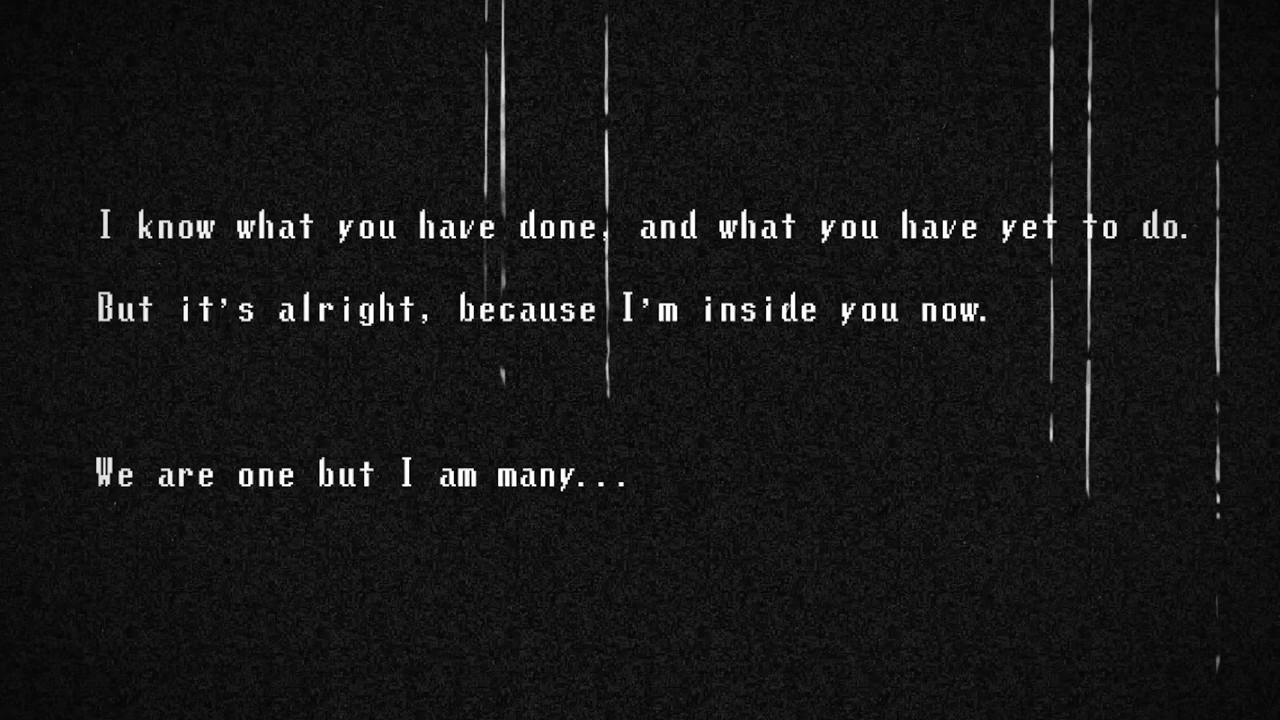 I know what you have done, and what you have yet to do.
But it's alright, because I'm inside you now.
We are one but I am many...